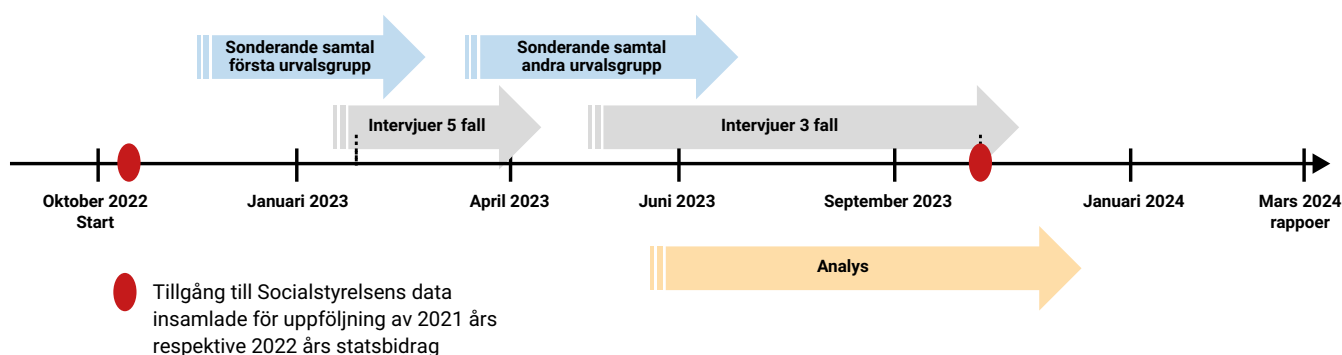 Sonderande samtal
första urvalsgrupp
Sonderande samtal
andra urvalsgrupp
Intervjuer 5 fall
Intervjuer 3 fall
Oktober 2022
Start
Januari 2023
April 2023
Juni 2023
September 2023
Januari 2024
Mars 2024
rappoer
Analys
Tillgång till Socialstyrelsens data
insamlade för uppföljning av 2021 års
respektive 2022 års statsbidrag